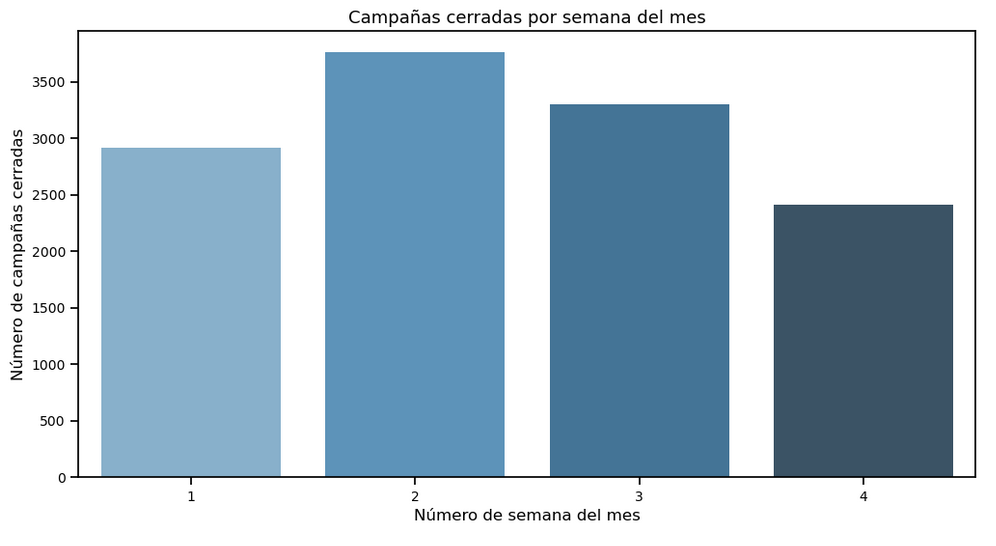 Campañas cerradas por semana del mes
Número de campañas cerradas
3500
3000
2500
2000
1500
1000
500
0
1 2 3 4
Número de semana del mes